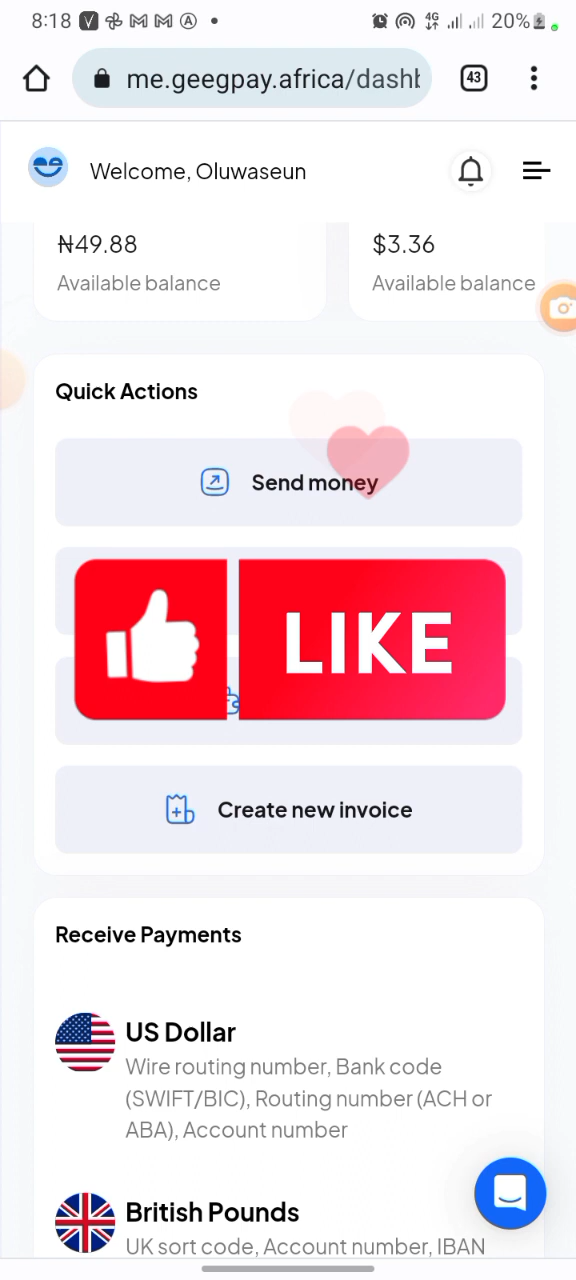 8:18
4G
20%
me.geegpay.africa/dashb
43
Welcome, Oluwaseun
₦49.88
$3.36
Available balance
Available balance
Quick Actions
Send money
LIKE
Create new invoice
Receive Payments
US Dollar
Wire routing number, Bank code
(SWIFT/BIC), Routing number (ACH or
ABA), Account number
British Pounds
UK sort code, Account number, IBAN